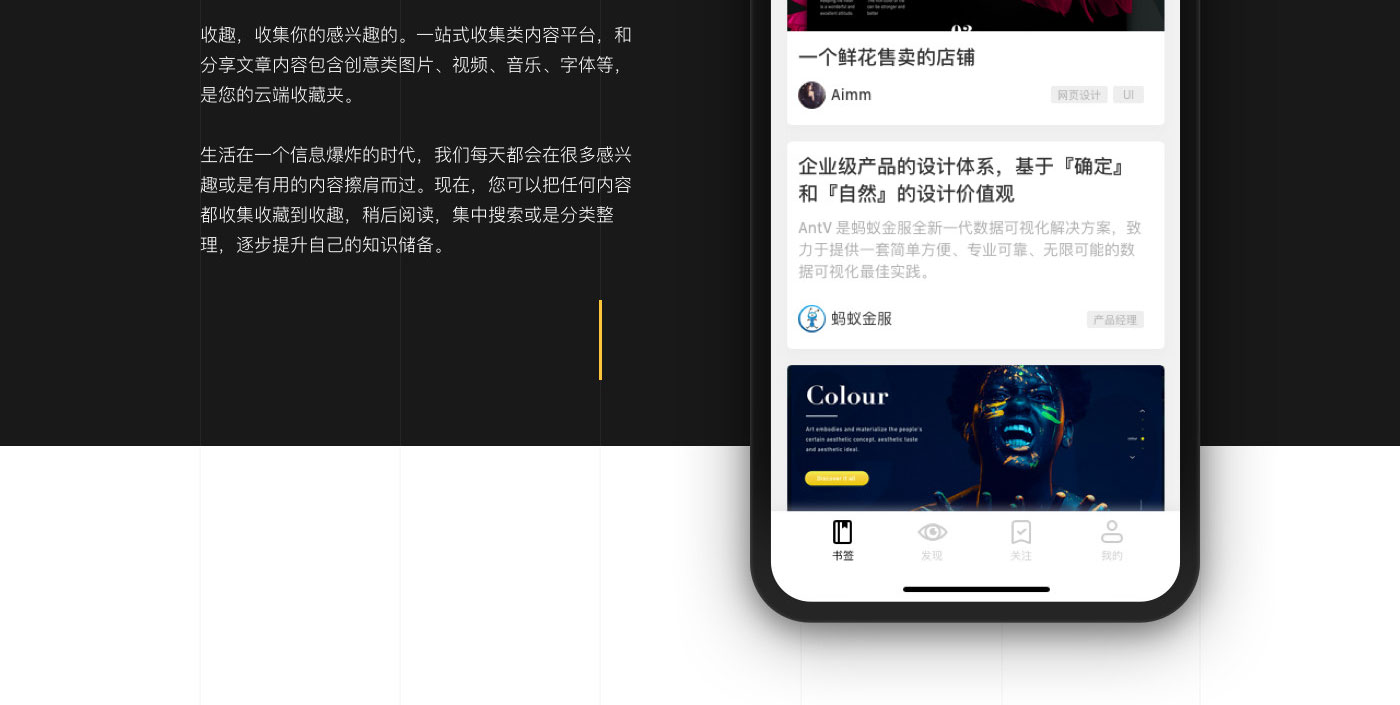 收趣，收集你的感兴趣的。一站式收集类内容平台，和
分享文章内容包含创意类图片、视频、音乐、字体等，
是您的云端收藏夹。
生活在一个信息爆炸的时代，我们每天都会在很多感兴
趣或是有用的内容擦肩而过。现在，您可以把任何内容
都收集收藏到收趣，稍后阅读，集中搜索或是分类整
理，逐步提升自己的知识储备。
is a wonderful and
excellent attitude.
can be stronger and
better
03
一个鲜花售卖的店铺
Aimm
网页设计
UI
企业级产品的设计体系，基于『确定』
和『自然』的设计价值观
AntV 是蚂蚁金服全新一代数据可视化解决方案，致
力于提供一套简单方便、专业可靠、无限可能的数
据可视化最佳实践。
蚂蚁金服
产品经理
Colour
Art embodies and materialize the people's
certain aesthetic concept, aesthetic taste
and aesthetic ideal.
Discover it all
书签
发现
关注
我的